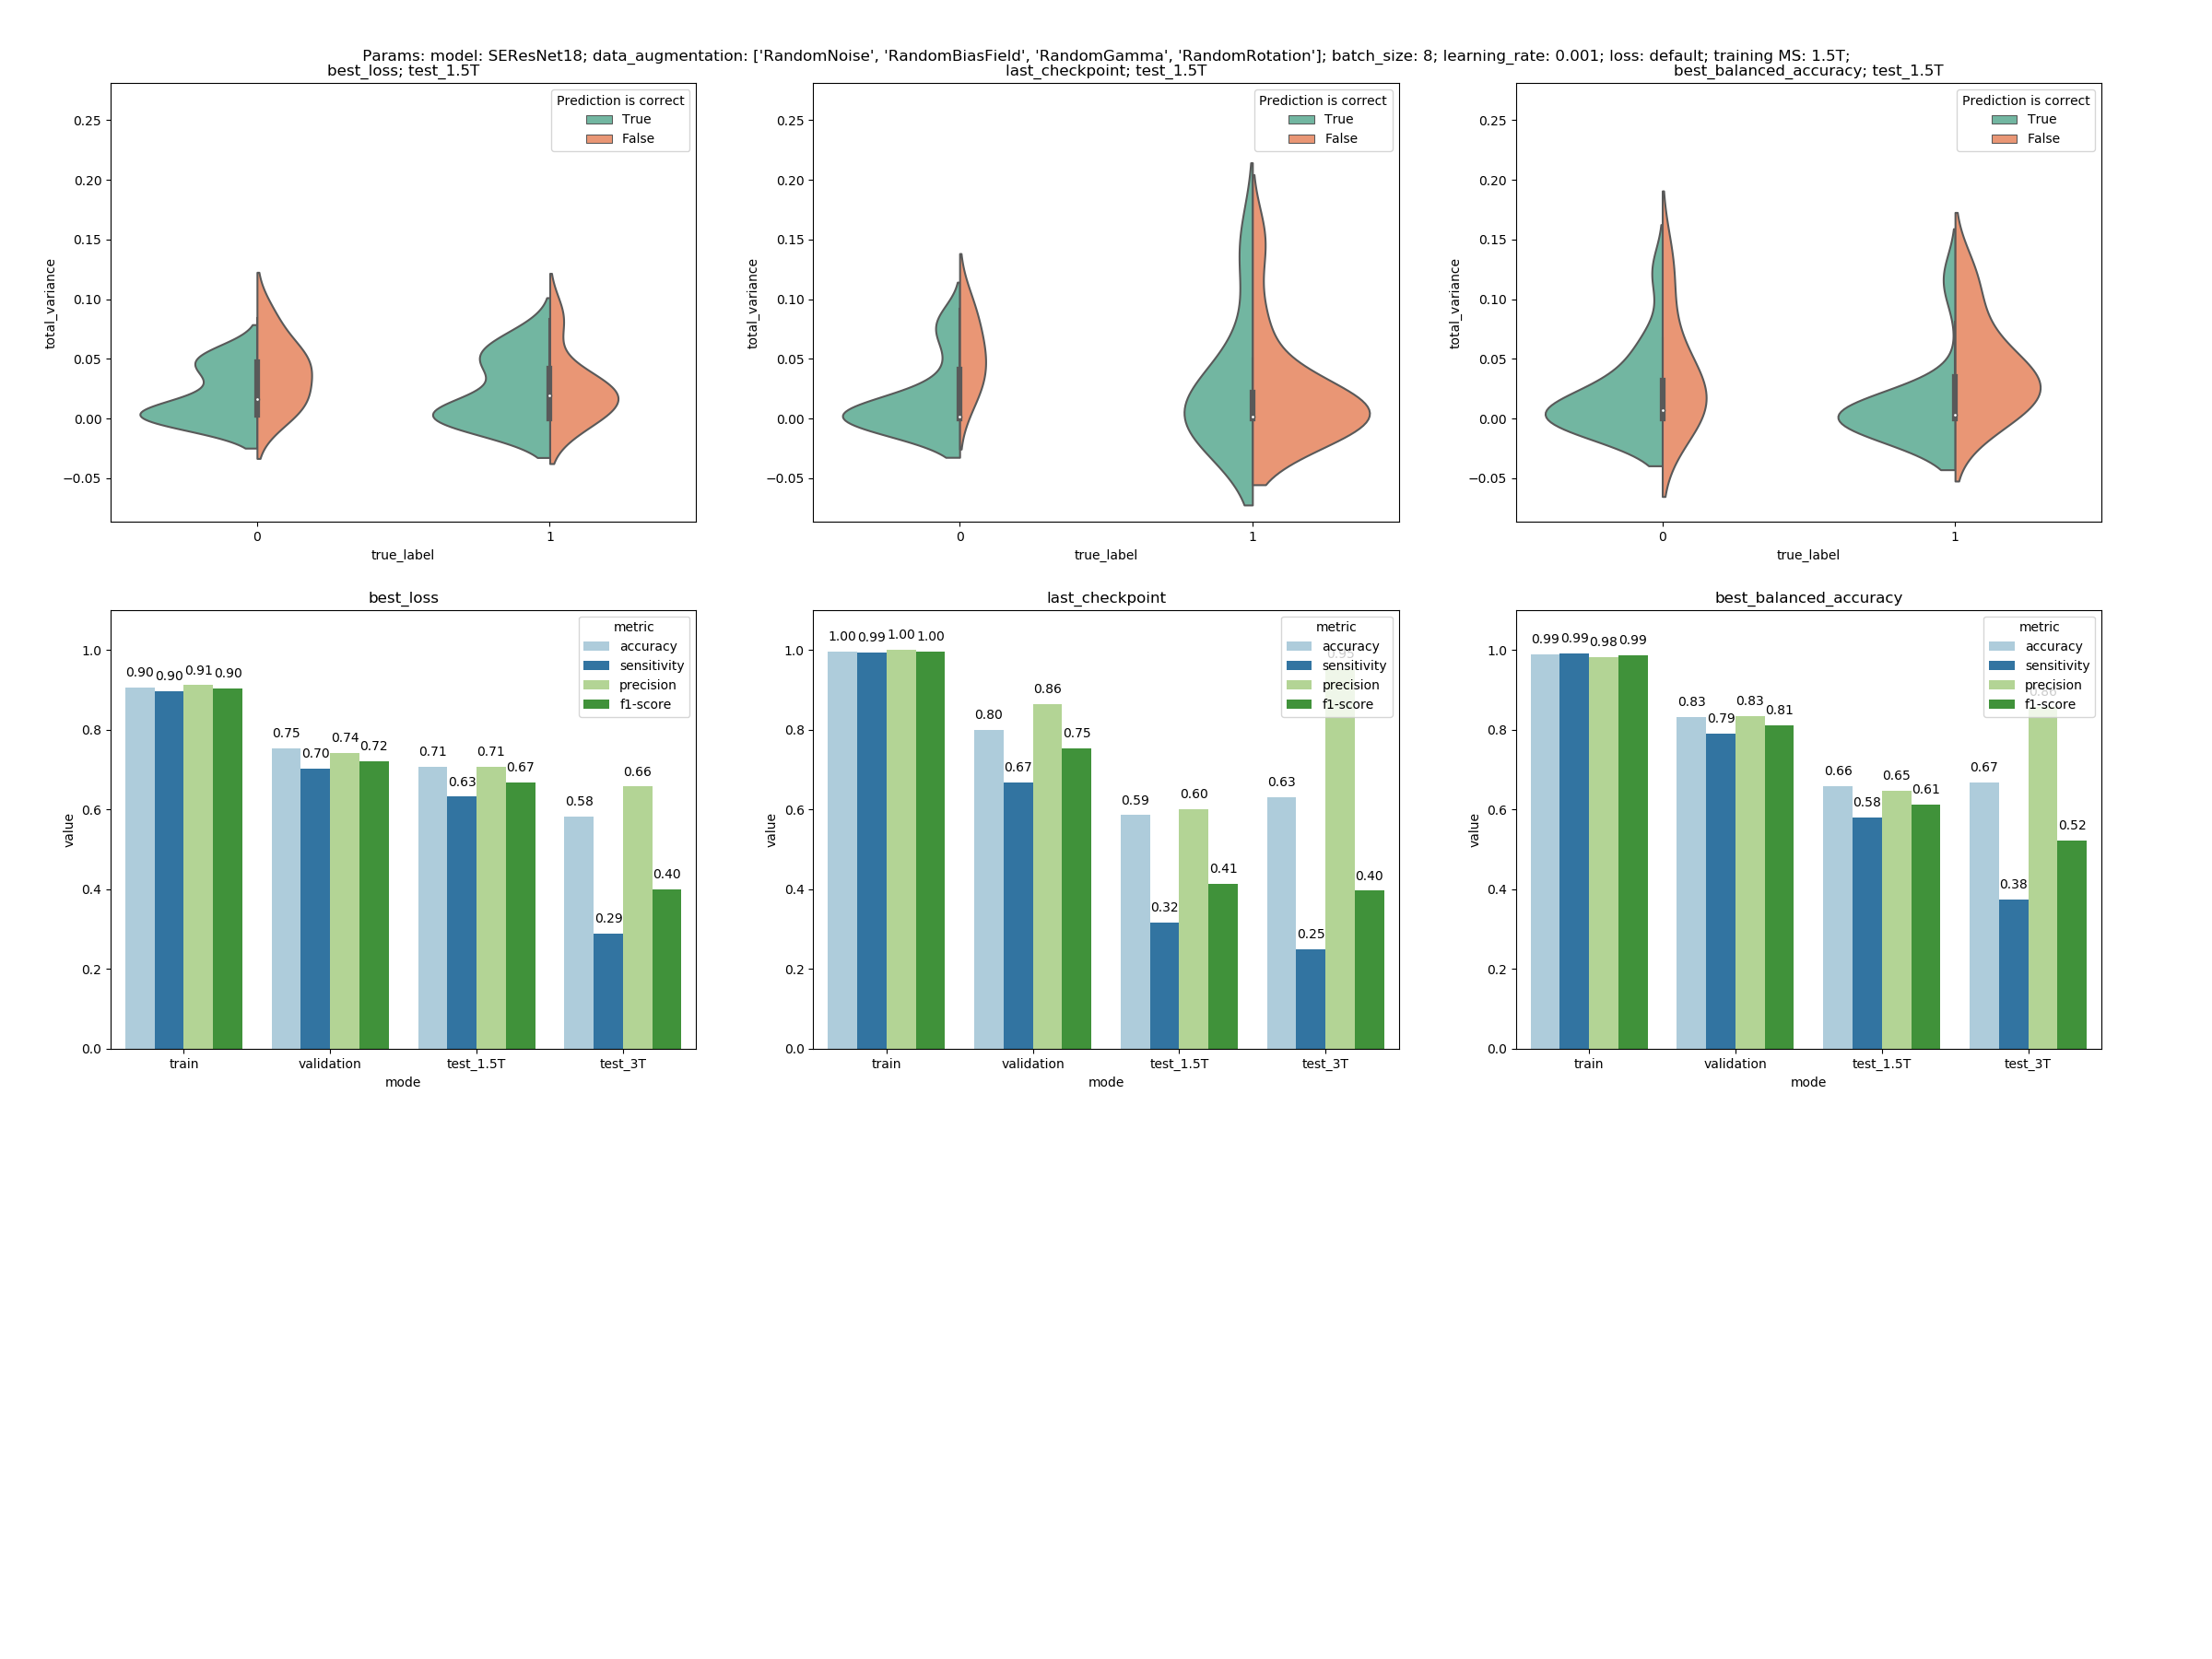 Params: model: SEResNet18; data_augmentation: ['RandomNoise', 'RandomBiasField', 'RandomGamma', 'RandomRotation']; batch_size: 8; learning_rate: 0.001; loss: default; training MS: 1.5T;
best_loss; test_1.5T
Prediction is correct
True
False
0.25
0.20
0.15
0.10
0.05
0.00
−0.05
total_variance
0
1
true_label
last_checkpoint; test_1.5T
Prediction is correct
True
False
0.25
0.20
0.15
0.10
0.05
0.00
−0.05
total_variance
0
1
true_label
best_balanced_accuracy; test_1.5T
Prediction is correct
True
False
0.25
0.20
0.15
0.10
0.05
0.00
−0.05
total_variance
0
1
true_label
best_loss
metric
accuracy
sensitivity
precision
f1-score
1.0
0.8
0.6
0.4
0.2
0.0
value
0.90 0.90 0.91 0.90
0.75 0.70 0.74 0.72
0.71 0.63 0.71 0.67
0.58 0.29 0.66 0.40
train
validation
test_1.5T
test_3T
mode
last_checkpoint
metric
accuracy
sensitivity
precision
f1-score
1.0
0.8
0.6
0.4
0.2
0.0
value
1.00 0.99 1.00 1.00
0.80 0.67 0.86 0.75
0.59 0.32 0.60 0.41
0.63 0.25 0.40
train
validation
test_1.5T
test_3T
mode
best_balanced_accuracy
metric
accuracy
sensitivity
precision
f1-score
1.0
0.8
0.6
0.4
0.2
0.0
value
0.99 0.99 0.98 0.99
0.83 0.79 0.83 0.81
0.66 0.58 0.65 0.61
0.67 0.38 0.52
train
validation
test_1.5T
test_3T
mode